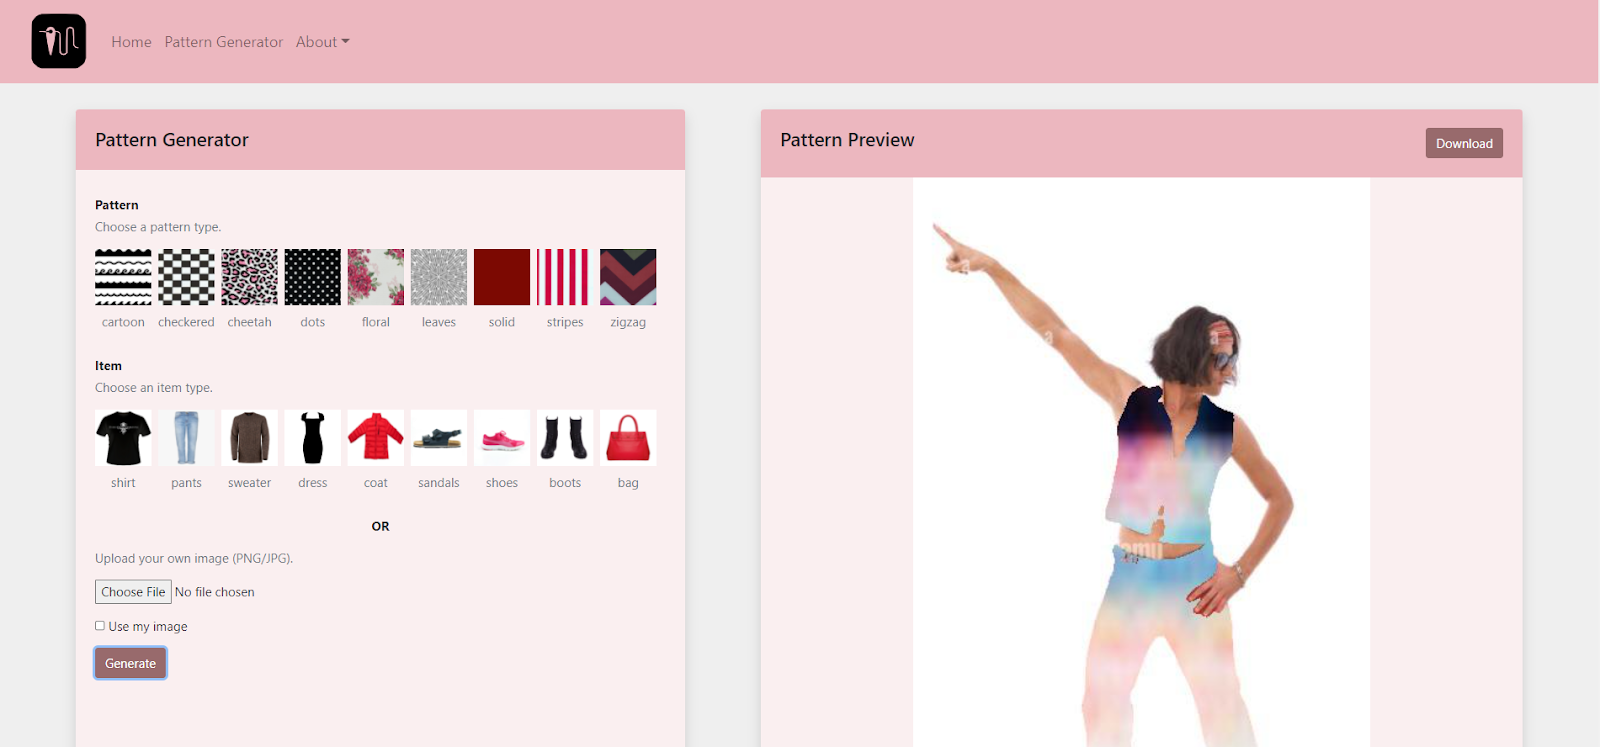 Home Pattern Generator About
Pattern Generator
Pattern
Choose a pattern type.
cartoon checkered cheetah dots floral leaves solid stripes zigzag
Item
Choose an item type.
shirt pants sweater dress coat sandals shoes boots bag
OR
Upload your own image (PNG/JPG).
Choose File No file chosen
Use my image
Generate
Pattern Preview
Download
a
a
a